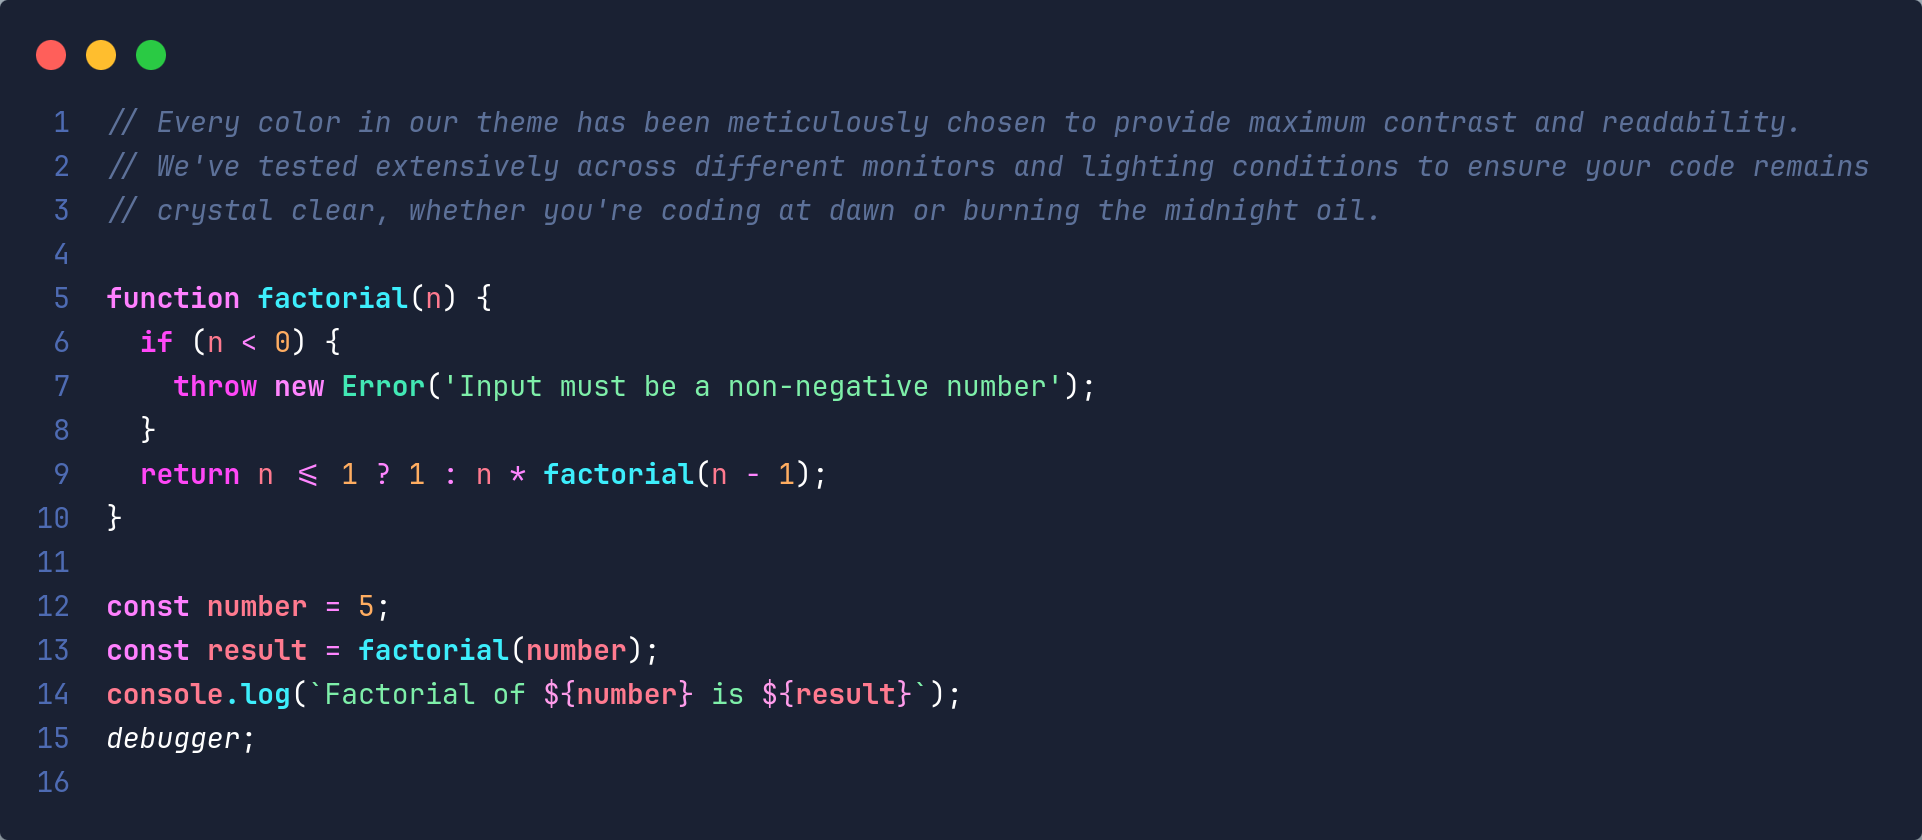 1 // Every color in our theme has been meticulously chosen to provide maximum contrast and readability.
2 // We've tested extensively across different monitors and lighting conditions to ensure your code remains
3 // crystal clear, whether you're coding at dawn or burning the midnight oil.
4
5 function factorial(n) {
6   if (n < 0) {
7     throw new Error('Input must be a non-negative number');
8   }
9   return n <= 1 ? 1 : n * factorial(n - 1);
10 }
11
12 const number = 5;
13 const result = factorial(number);
14 console.log(`Factorial of ${number} is ${result}`);
15 debugger;
16